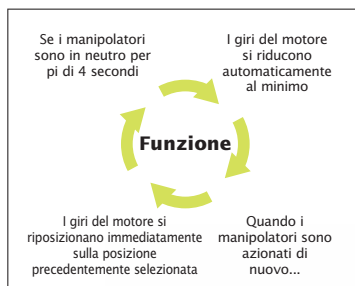 Se i manipolatori
sono in neutro per
pi di 4 secondi
I giri del motore
si riducono
automaticamente
al minimo
Funzione
I giri del motore si
riposizionano immediatamente
sulla posizione
precedentemente selezionata
Quando i
manipolatori sono
azionati di
nuovo...